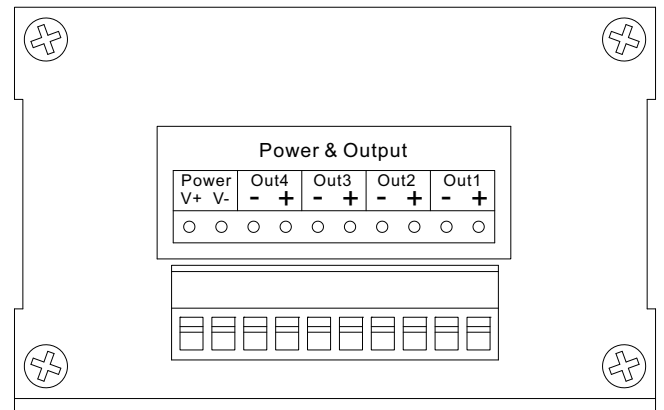 Power & Output
Power Out4 Out3 Out2 Out1
V+ V- - + - + - + - +